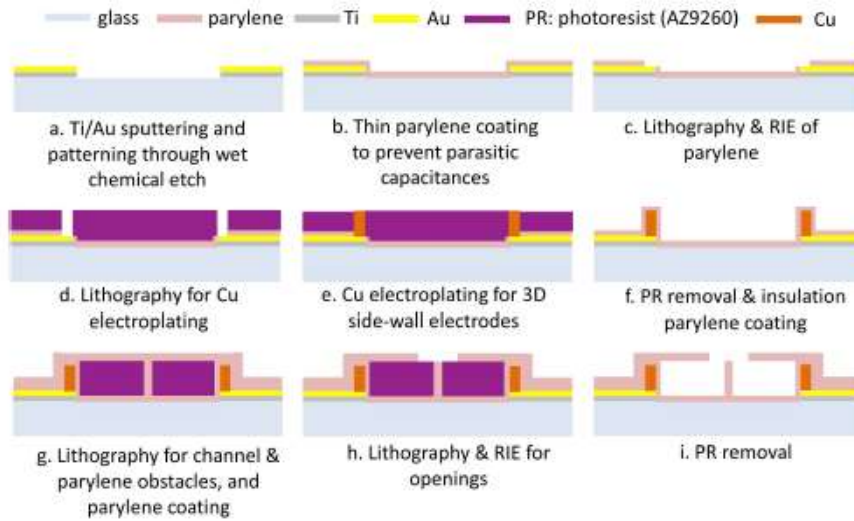 glass parylene Ti Au PR: photoresist (AZ9260) Cu
a. Ti/Au sputtering and
patterning through wet
chemical etch
b. Thin parylene coating
to prevent parasitic
capacitances
c. Lithography & RIE of
parylene
d. Lithography for Cu
electroplating
e. Cu electroplating for 3D
side-wall electrodes
f. PR removal & insulation
parylene coating
g. Lithography for channel &
parylene obstacles, and
parylene coating
h. Lithography & RIE for
openings
i. PR removal